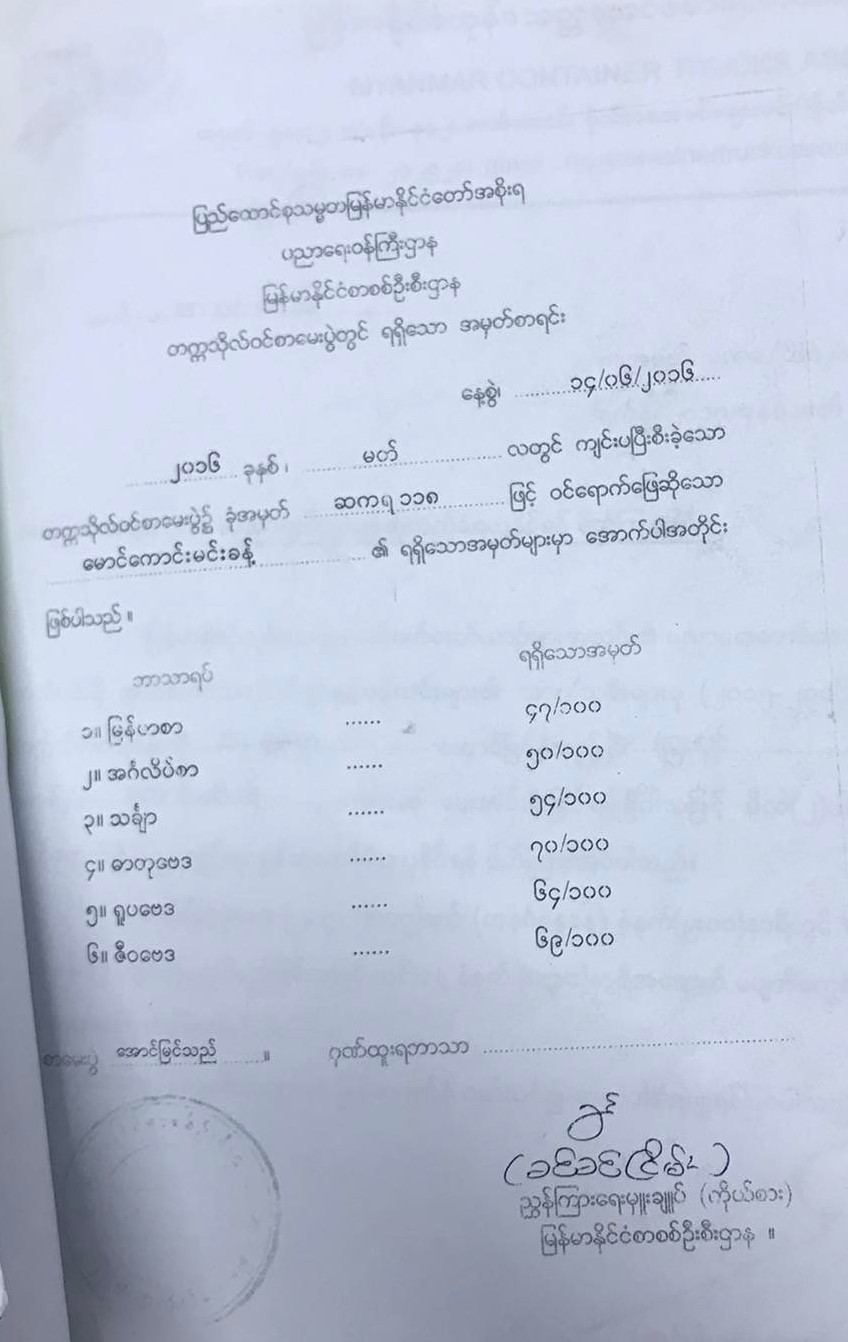 ပြည်ထောင်စုသမ္မတမြန်မာနိုင်ငံတော်အစိုးရ
ပညာရေးဝန်ကြီးဌာန
မြန်မာနိုင်ငံစာစစ်ဦးစီးဌာန
တက္ကသိုလ်ဝင်စာမေးပွဲတွင် ရရှိသော အမှတ်စာရင်း
နေ့စွဲ၊ ၁၄/၀၆/၂၀၁၆
၂၀၁၆ ခုနှစ်၊ မတ် လတွင် ကျင်းပပြီးစီးခဲ့သော
တက္ကသိုလ်ဝင်စာမေးပွဲ၌ ခုံအမှတ် ဆကရ ၁၁၈ ဖြင့် ဝင်ရောက်ဖြေဆိုသော
မောင်ကောင်းမင်းခန့် ၏ ရရှိသောအမှတ်များမှာ အောက်ပါအတိုင်း
ဖြစ်ပါသည်။
ဘာသာရပ် ရရှိသောအမှတ်
၁။ မြန်မာစာ ...... ၄၇/၁၀၀
၂။ အင်္ဂလိပ်စာ ...... ၅၀/၁၀၀
၃။ သင်္ချာ ...... ၅၄/၁၀၀
၄။ ဓာတုဗေဒ ...... ၇၀/၁၀၀
၅။ ရူပဗေဒ ...... ၆၄/၁၀၀
၆။ ဇီဝဗေဒ ...... ၆၉/၁၀၀
စာမေးပွဲ အောင်မြင်သည် ။ ဂုဏ်ထူးရဘာသာ
(ခင်ခင်ငြိမ်း)
ညွှန်ကြားရေးမှူးချုပ် (ကိုယ်စား)
မြန်မာနိုင်ငံစာစစ်ဦးစီးဌာန ။